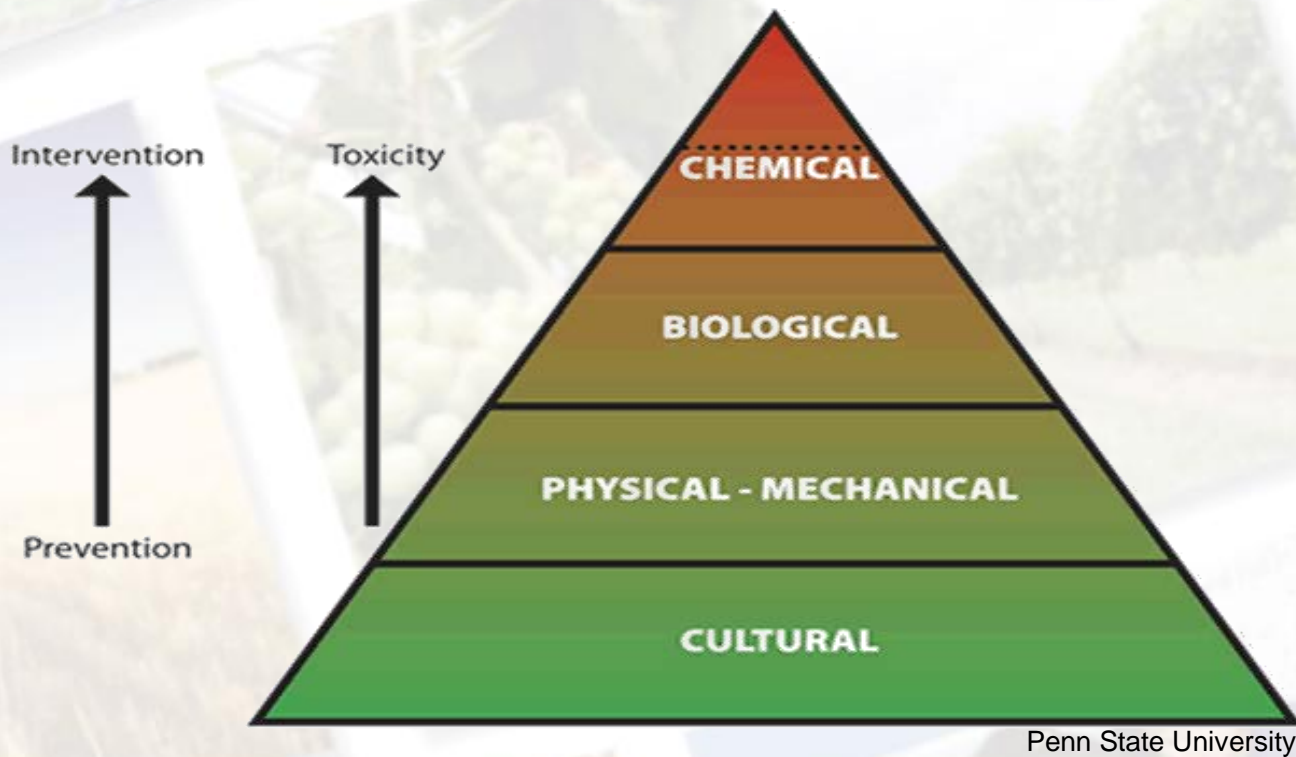 Intervention
Toxicity
Prevention
CHEMICAL
BIOLOGICAL
PHYSICAL - MECHANICAL
CULTURAL
Penn State University